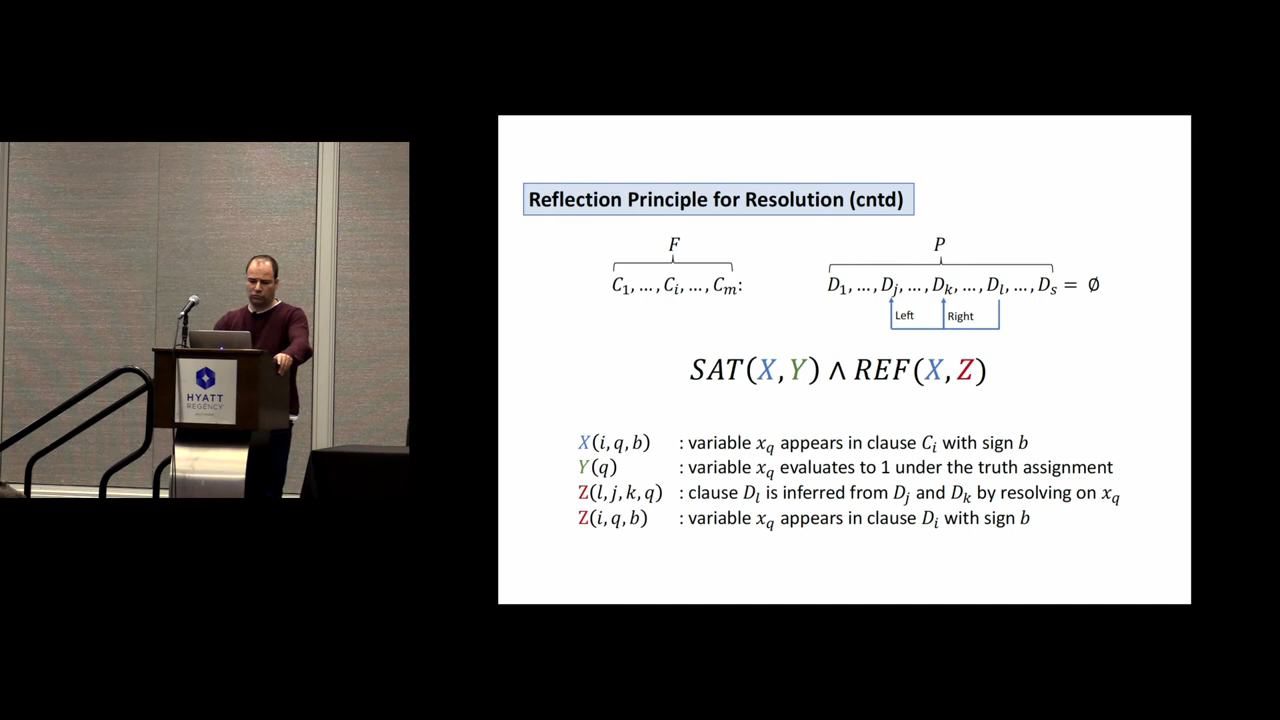 Reflection Principle for Resolution (cntd)
F
P
C₁, …, Cᵢ, …, Cₘ:
D₁, …, Dⱼ, …, Dₖ, …, Dₗ, …, Dₛ = ∅
Left
Right
SAT(X, Y) ∧ REF(X, Z)
X(i, q, b) : variable x_q appears in clause Cᵢ with sign b
Y(q) : variable x_q evaluates to 1 under the truth assignment
Z(l, j, k, q) : clause Dₗ is inferred from Dⱼ and Dₖ by resolving on x_q
Z(i, q, b) : variable x_q appears in clause Dᵢ with sign b
HYATT
REGENCY